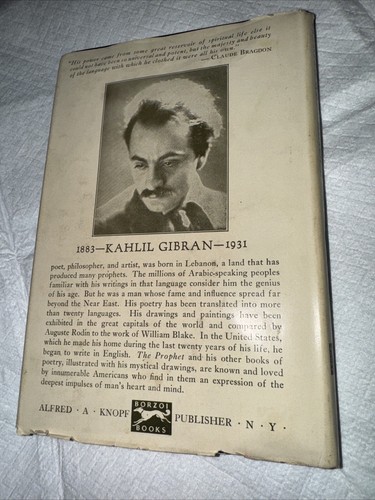 "His power came from some great reservoir of spiritual life else it
could not have been so universal and potent, but the majesty and beauty
of the language with which he clothed it were all his own."
— CLAUDE BRAGDON
1883—KAHLIL GIBRAN—1931
poet, philosopher, and artist, was born in Lebanon, a land that has
produced many prophets. The millions of Arabic-speaking peoples
familiar with his writings in that language consider him the genius
of his age. But he was a man whose fame and influence spread far
beyond the Near East. His poetry has been translated into more
than twenty languages. His drawings and paintings have been
exhibited in the great capitals of the world and compared by
Auguste Rodin to the work of William Blake. In the United States,
which he made his home during the last twenty years of his life, he
began to write in English. The Prophet and his other books of
poetry, illustrated with his mystical drawings, are known and loved
by innumerable Americans who find in them an expression of the
deepest impulses of man's heart and mind.
ALFRED · A · KNOPF BORZOI BOOKS PUBLISHER · N · Y ·